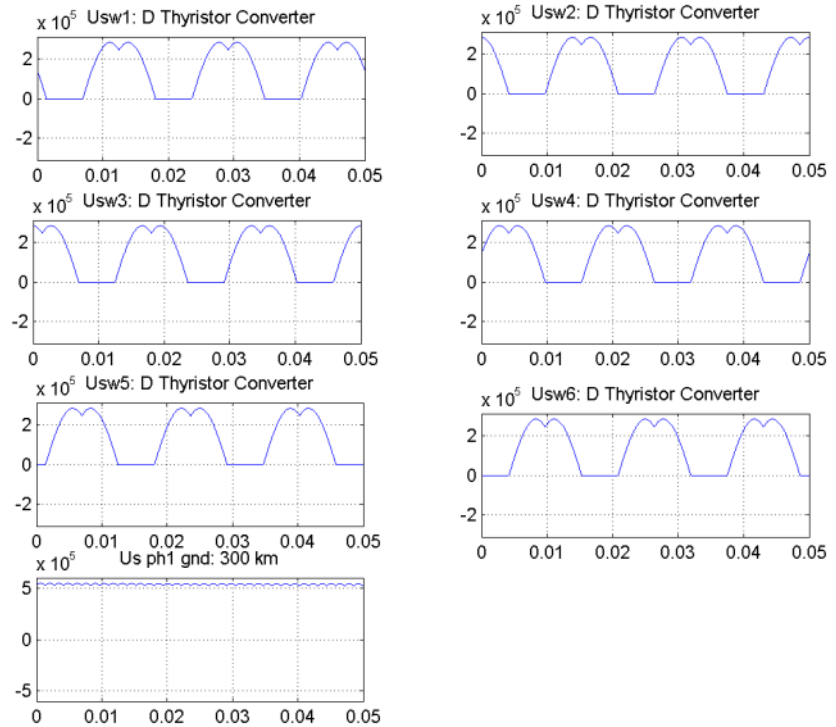 x 10^5 Usw1: D Thyristor Converter
2
0
-2
0 0.01 0.02 0.03 0.04 0.05
x 10^5 Usw2: D Thyristor Converter
2
0
-2
0 0.01 0.02 0.03 0.04 0.05
x 10^5 Usw3: D Thyristor Converter
2
0
-2
0 0.01 0.02 0.03 0.04 0.05
x 10^5 Usw4: D Thyristor Converter
2
0
-2
0 0.01 0.02 0.03 0.04 0.05
x 10^5 Usw5: D Thyristor Converter
2
0
-2
0 0.01 0.02 0.03 0.04 0.05
x 10^5 Usw6: D Thyristor Converter
2
0
-2
0 0.01 0.02 0.03 0.04 0.05
x 10^5 Us ph1 gnd: 300 km
5
0
-5
0 0.01 0.02 0.03 0.04 0.05